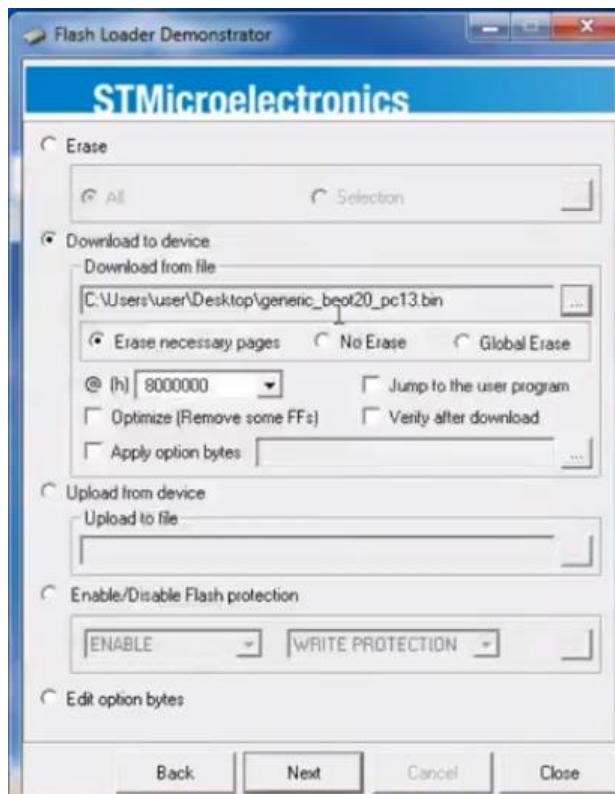 Flash Loader Demonstrator
STMicroelectronics
Erase
All Selection ...
Download to device
Download from file
C:\Users\user\Desktop\generic_boot20_pc13.bin ...
Erase necessary pages No Erase Global Erase
@ (h) 8000000 Jump to the user program
Optimize (Remove some FFs) Verify after download
Apply option bytes ...
Upload from device
Upload to file
...
Enable/Disable Flash protection
ENABLE WRITE PROTECTION ...
Edit option bytes
Back Next Cancel Close